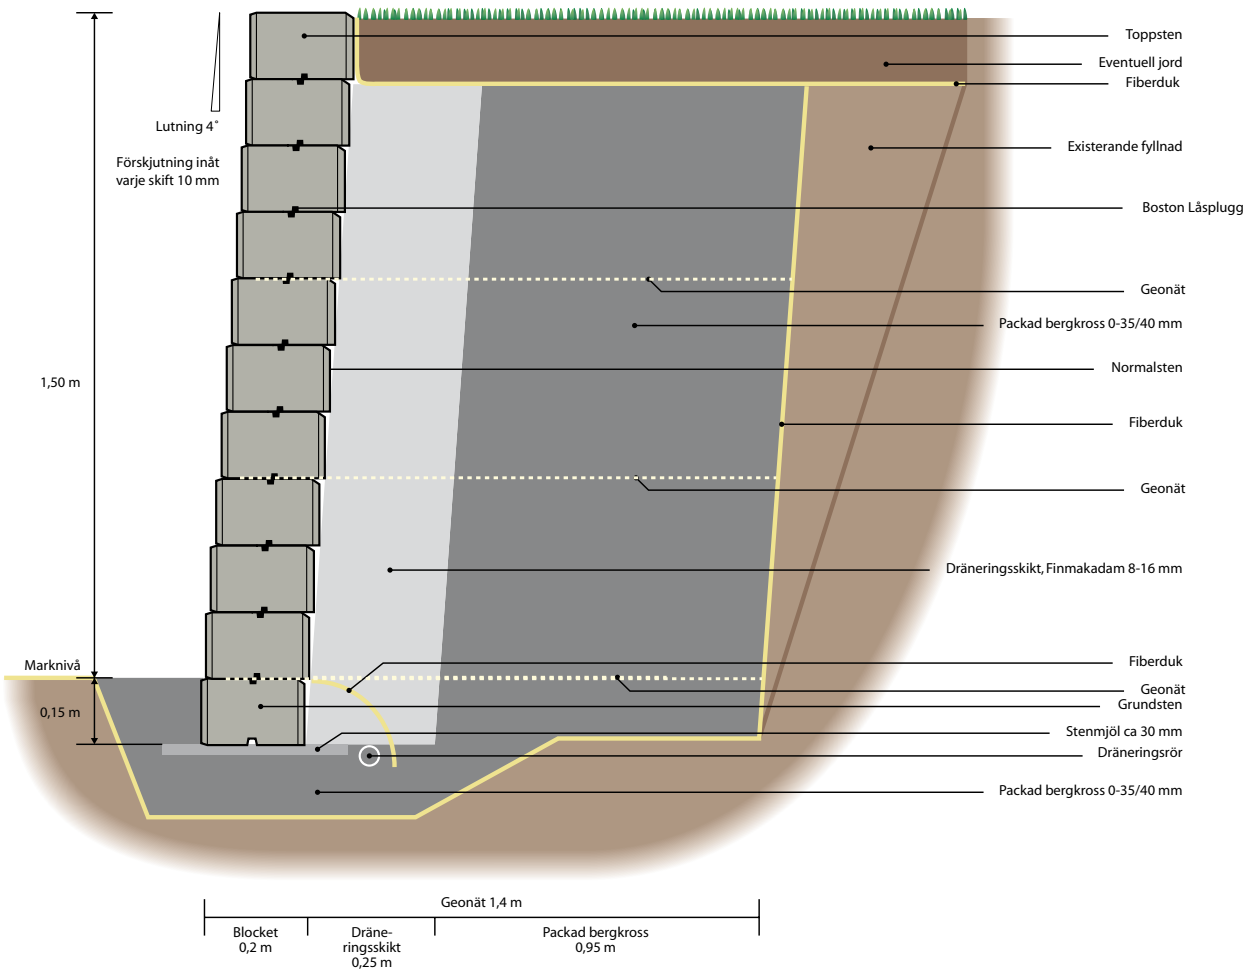 Toppsten
Eventuell jord
Fiberduk
Lutning 4°
Existerande fyllnad
Förskjutning inåt
varje skift 10 mm
Boston Låsplugg
Geonät
Packad bergkross 0-35/40 mm
Normalsten
1,50 m
Fiberduk
Geonät
Dräneringsskikt, Finmakadam 8-16 mm
Marknivå
Fiberduk
Geonät
Grundsten
0,15 m
Stenmjöl ca 30 mm
Dräneringsrör
Packad bergkross 0-35/40 mm
Geonät 1,4 m
Blocket
0,2 m
Dräne-
ringsskikt
0,25 m
Packad bergkross
0,95 m